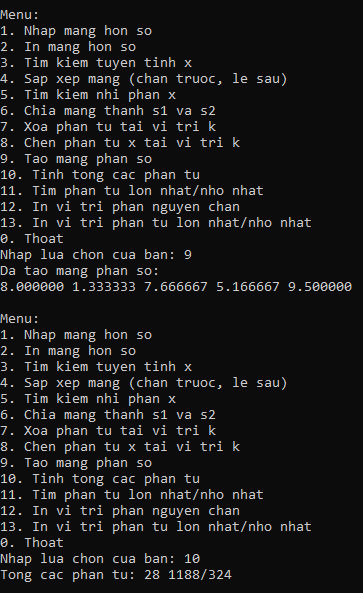 Menu:
1. Nhap mang hon so
2. In mang hon so
3. Tim kiem tuyen tinh x
4. Sap xep mang (chan truoc, le sau)
5. Tim kiem nhi phan x
6. Chia mang thanh s1 va s2
7. Xoa phan tu tai vi tri k
8. Chen phan tu x tai vi tri k
9. Tao mang phan so
10. Tinh tong cac phan tu
11. Tim phan tu lon nhat/nho nhat
12. In vi tri phan nguyen chan
13. In vi tri phan tu lon nhat/nho nhat
0. Thoat
Nhap lua chon cua ban: 9
Da tao mang phan so:
8.000000 1.333333 7.666667 5.166667 9.500000
Menu:
1. Nhap mang hon so
2. In mang hon so
3. Tim kiem tuyen tinh x
4. Sap xep mang (chan truoc, le sau)
5. Tim kiem nhi phan x
6. Chia mang thanh s1 va s2
7. Xoa phan tu tai vi tri k
8. Chen phan tu x tai vi tri k
9. Tao mang phan so
10. Tinh tong cac phan tu
11. Tim phan tu lon nhat/nho nhat
12. In vi tri phan nguyen chan
13. In vi tri phan tu lon nhat/nho nhat
0. Thoat
Nhap lua chon cua ban: 10
Tong cac phan tu: 28 1188/324